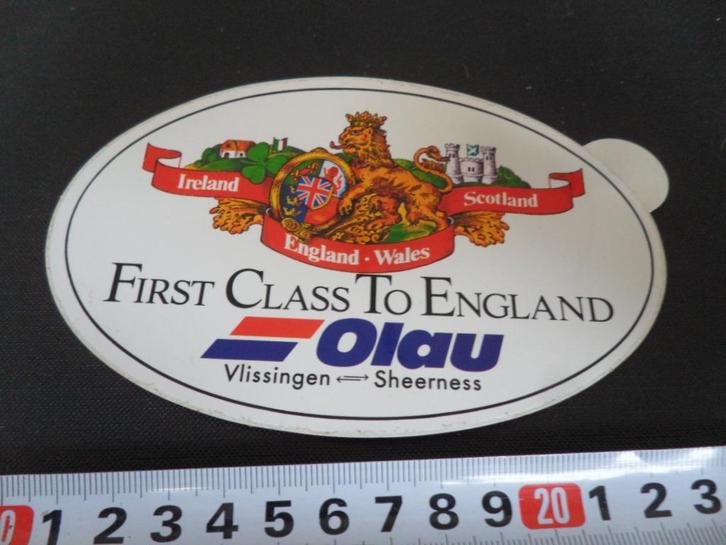 Ireland
Scotland
England · Wales
FIRST CLASS TO ENGLAND
Olau
Vlissingen ⟺ Sheerness
0 1 2 3 4 5 6 7 8 9 20 1 2 3